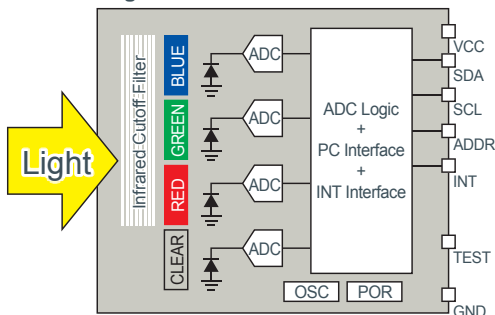 Light
Infrared Cutoff Filter
BLUE
GREEN
RED
CLEAR
ADC
ADC
ADC
ADC
ADC Logic
+
PC Interface
+
INT Interface
OSC
POR
VCC
SDA
SCL
ADDR
INT
TEST
GND